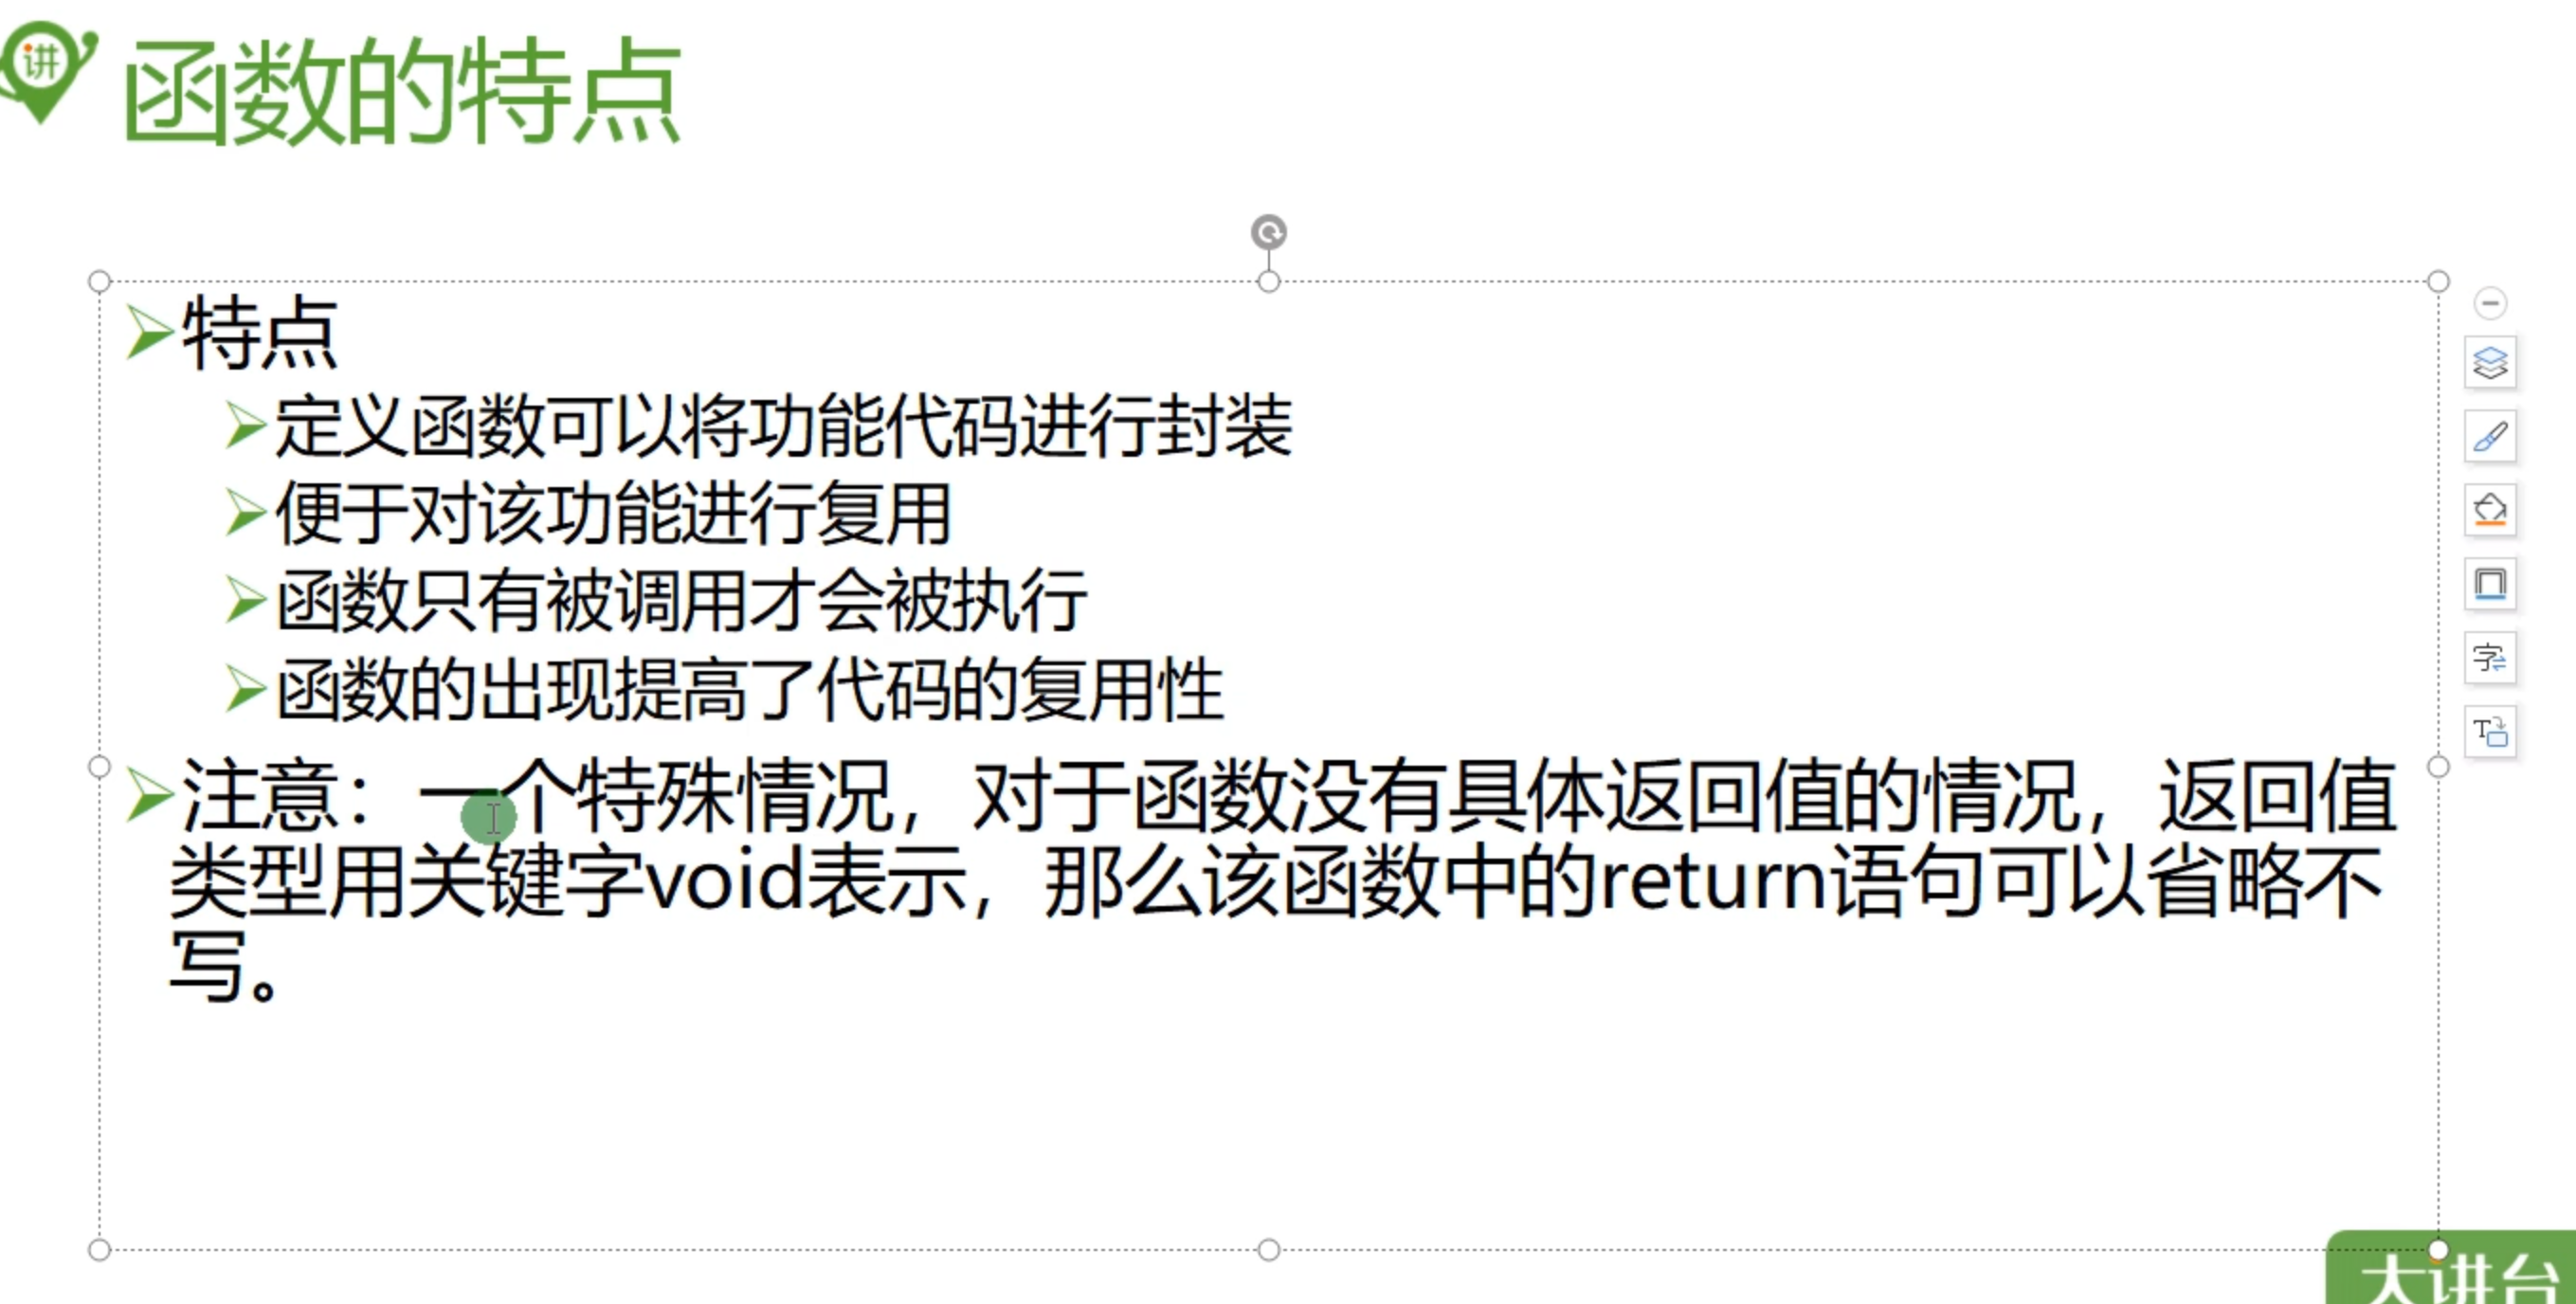 讲
函数的特点
特点
定义函数可以将功能代码进行封装
便于对该功能进行复用
函数只有被调用才会被执行
函数的出现提高了代码的复用性
注意：一个特殊情况，对于函数没有具体返回值的情况，返回值
类型用关键字void表示，那么该函数中的return语句可以省略不
写。
字
T
大讲台